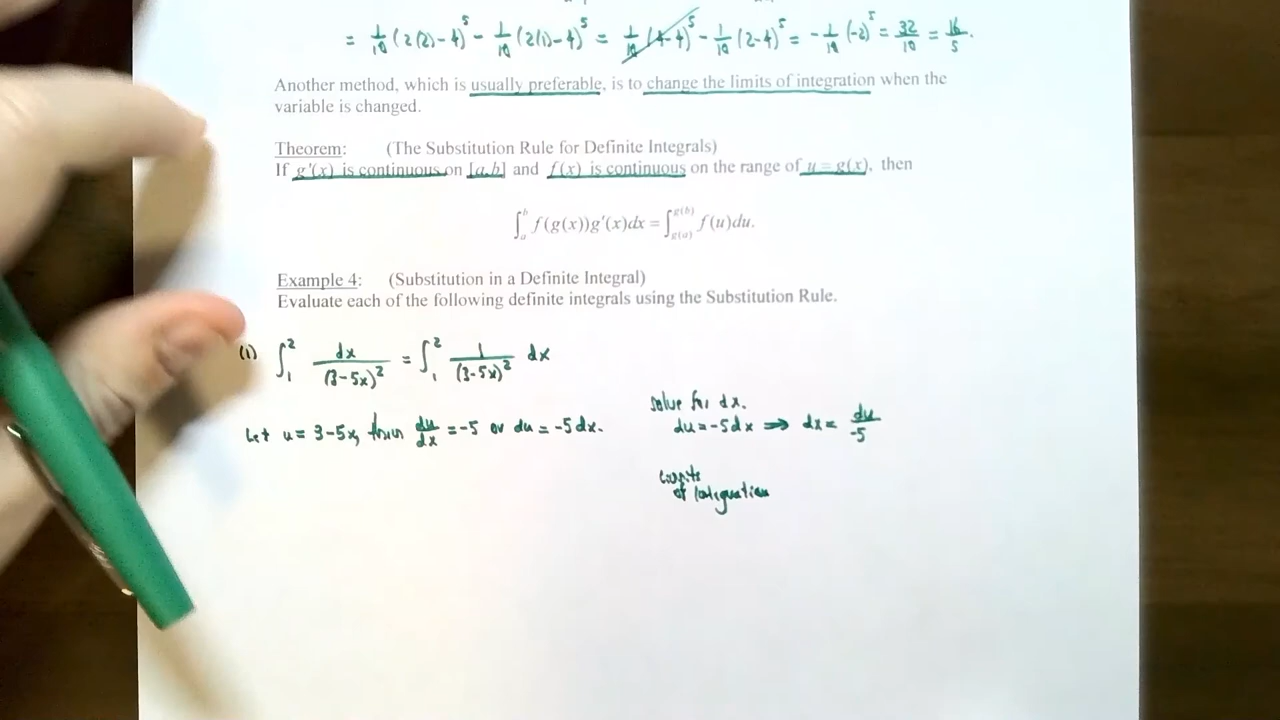 = 1/10 (2(2)-4)^5 - 1/10 (2(1)-4)^5 = 1/10 (4-4)^5 - 1/10 (2-4)^5 = -1/10 (-2)^5 = 32/10 = 16/5.
Another method, which is usually preferable, is to change the limits of integration when the
variable is changed.
Theorem: (The Substitution Rule for Definite Integrals)
If g'(x) is continuous on [a,b] and f(x) is continuous on the range of u = g(x), then
∫_a^b f(g(x))g'(x)dx = ∫_{g(a)}^{g(b)} f(u)du.
Example 4: (Substitution in a Definite Integral)
Evaluate each of the following definite integrals using the Substitution Rule.
(1) ∫_1^2 dx/(3-5x)^2 = ∫_1^2 1/(3-5x)^2 dx
Let u = 3-5x, then du/dx = -5 or du = -5dx.
solve for dx.
du = -5dx ⇒ dx = du/-5
limits
of integration